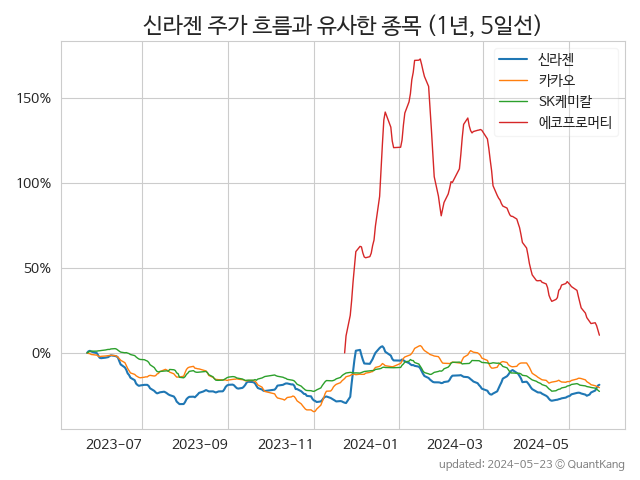 신라젠 주가 흐름과 유사한 종목 (1년, 5일선)
신라젠
카카오
SK케미칼
에코프로머티
150%
100%
50%
0%
2023-07
2023-09
2023-11
2024-01
2024-03
2024-05
updated: 2024-05-23 © QuantKang